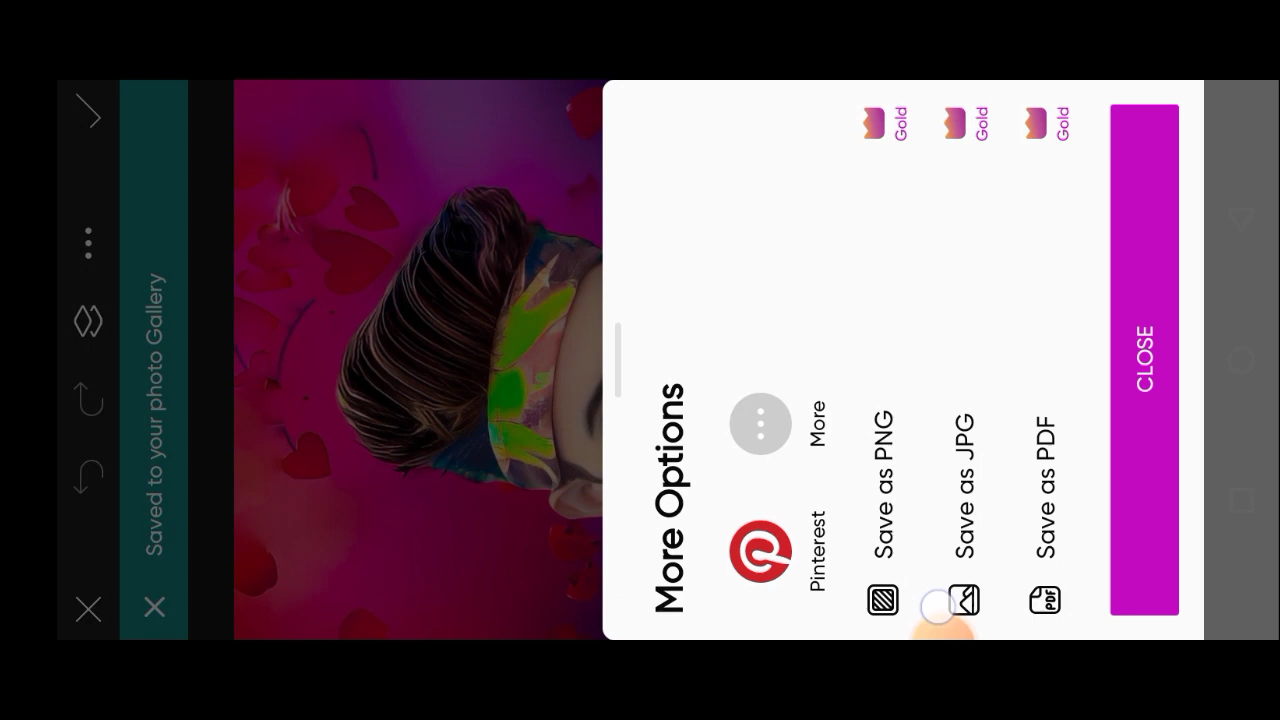 Saved to your photo Gallery
More Options
Pinterest
More
Save as PNG
Gold
Save as JPG
Gold
PDF
Save as PDF
Gold
CLOSE